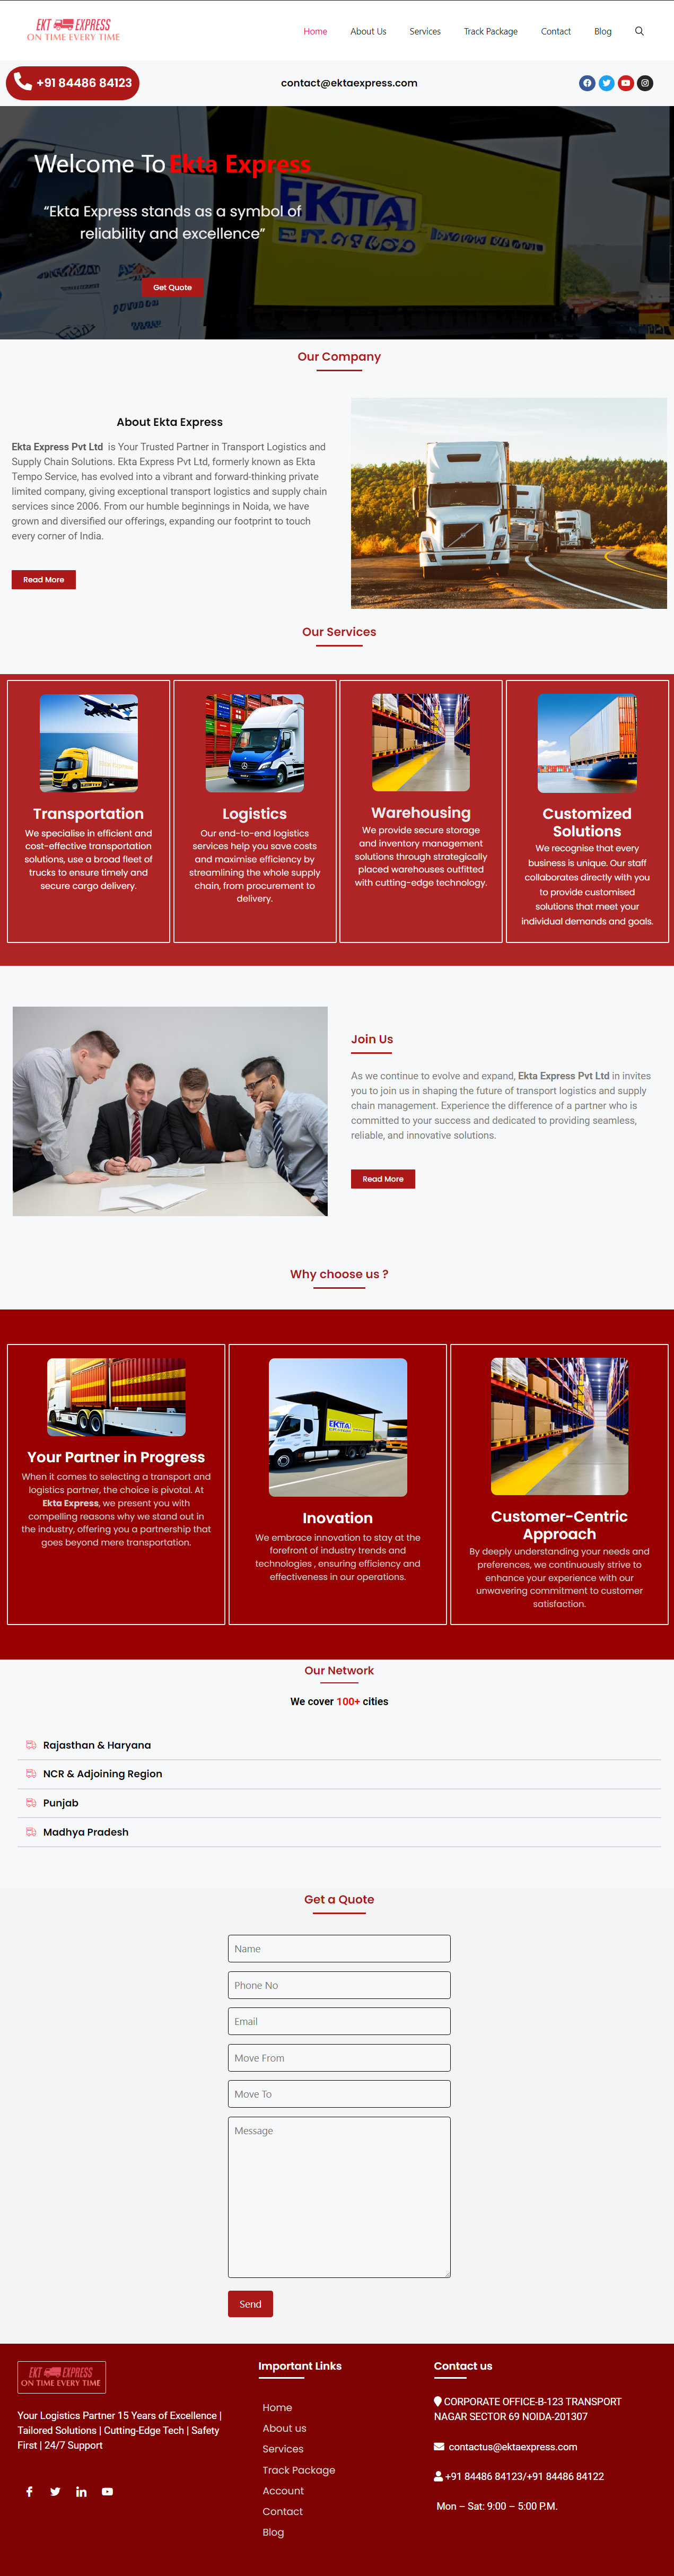 EKT EXPRESS
ON TIME EVERY TIME
Home
About Us
Services
Track Package
Contact
Blog
+91 84486 84123
contact@ektaexpress.com
Welcome To Ekta Express
“Ekta Express stands as a symbol of
reliability and excellence”
Get Quote
Our Company
About Ekta Express
Ekta Express Pvt Ltd is Your Trusted Partner in Transport Logistics and
Supply Chain Solutions. Ekta Express Pvt Ltd, formerly known as Ekta
Tempo Service, has evolved into a vibrant and forward-thinking private
limited company, giving exceptional transport logistics and supply chain
services since 2006. From our humble beginnings in Noida, we have
grown and diversified our offerings, expanding our footprint to touch
every corner of India.
Read More
Our Services
Transportation
We specialise in efficient and
cost-effective transportation
solutions, use a broad fleet of
trucks to ensure timely and
secure cargo delivery.
Logistics
Our end-to-end logistics
services help you save costs
and maximise efficiency by
streamlining the whole supply
chain, from procurement to
delivery.
Warehousing
We provide secure storage
and inventory management
solutions through strategically
placed warehouses outfitted
with cutting-edge technology.
Customized
Solutions
We recognise that every
business is unique. Our staff
collaborates directly with you
to provide customised
solutions that meet your
individual demands and goals.
Join Us
As we continue to evolve and expand, Ekta Express Pvt Ltd in invites
you to join us in shaping the future of transport logistics and supply
chain management. Experience the difference of a partner who is
committed to your success and dedicated to providing seamless,
reliable, and innovative solutions.
Read More
Why choose us ?
Your Partner in Progress
When it comes to selecting a transport and
logistics partner, the choice is pivotal. At
Ekta Express, we present you with
compelling reasons why we stand out in
the industry, offering you a partnership that
goes beyond mere transportation.
Inovation
We embrace innovation to stay at the
forefront of industry trends and
technologies , ensuring efficiency and
effectiveness in our operations.
Customer-Centric
Approach
By deeply understanding your needs and
preferences, we continuously strive to
enhance your experience with our
unwavering commitment to customer
satisfaction.
Our Network
We cover 100+ cities
Rajasthan & Haryana
NCR & Adjoining Region
Punjab
Madhya Pradesh
Get a Quote
Name
Phone No
Email
Move From
Move To
Message
Send
EKT EXPRESS
ON TIME EVERY TIME
Your Logistics Partner 15 Years of Excellence |
Tailored Solutions | Cutting-Edge Tech | Safety
First | 24/7 Support
Important Links
Home
About us
Services
Track Package
Account
Contact
Blog
Contact us
CORPORATE OFFICE-B-123 TRANSPORT
NAGAR SECTOR 69 NOIDA-201307
contactus@ektaexpress.com
+91 84486 84123/+91 84486 84122
Mon – Sat: 9:00 – 5:00 P.M.